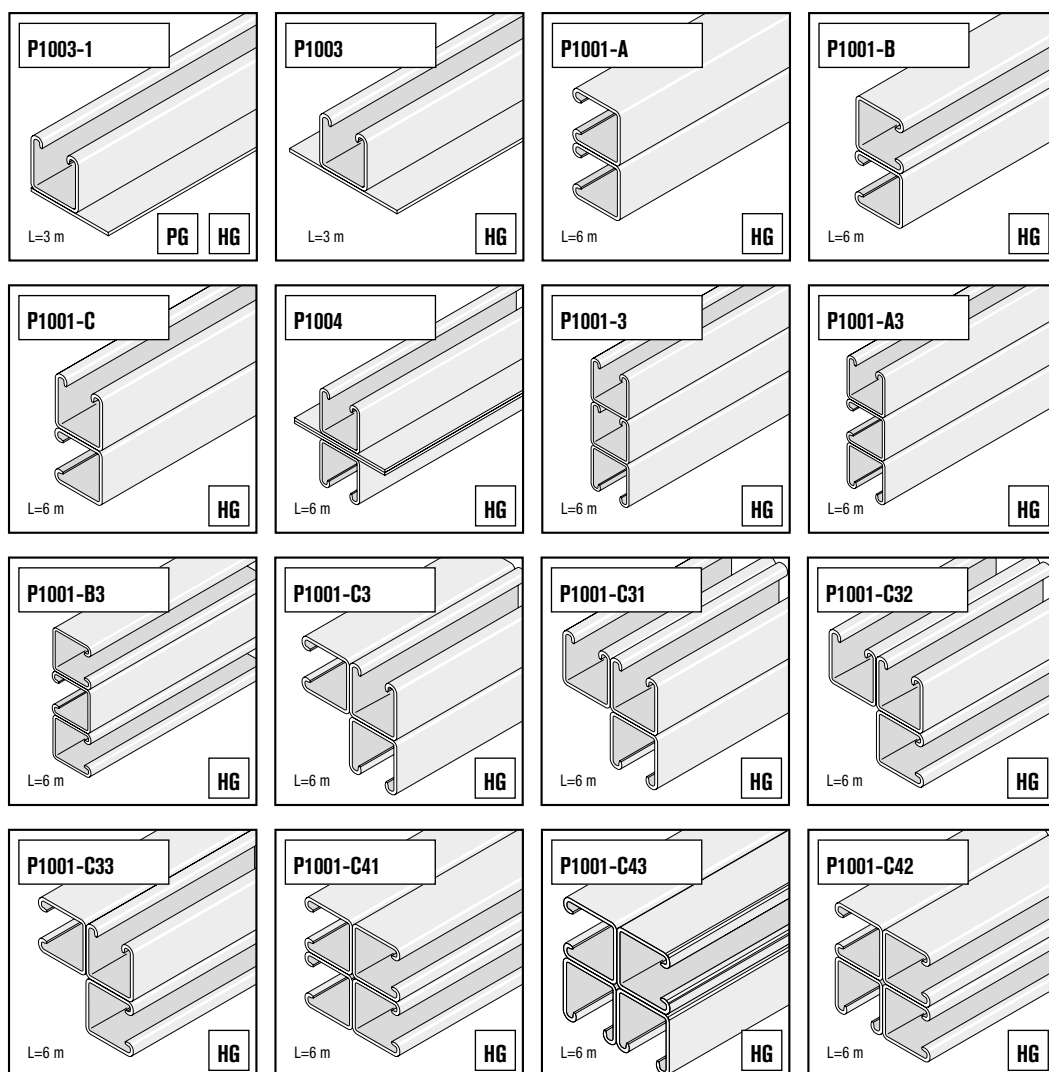 P1003-1
L=3 m
PG HG
P1003
L=3 m
HG
P1001-A
L=6 m
HG
P1001-B
L=6 m
HG
P1001-C
L=6 m
HG
P1004
L=6 m
HG
P1001-3
L=6 m
HG
P1001-A3
L=6 m
HG
P1001-B3
L=6 m
HG
P1001-C3
L=6 m
HG
P1001-C31
L=6 m
HG
P1001-C32
L=6 m
HG
P1001-C33
L=6 m
HG
P1001-C41
L=6 m
HG
P1001-C43
L=6 m
HG
P1001-C42
L=6 m
HG